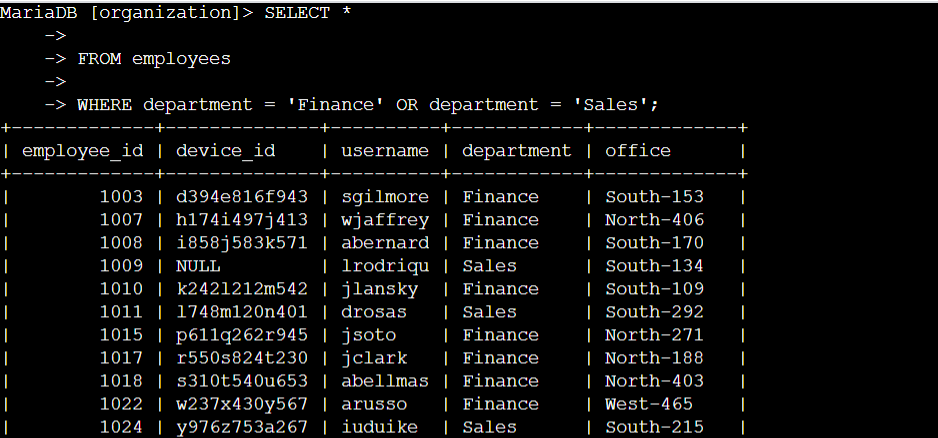 MariaDB [organization]> SELECT *
    ->
    -> FROM employees
    ->
    -> WHERE department = 'Finance' OR department = 'Sales';
+-------------+--------------+----------+------------+-------------+
| employee_id | device_id    | username | department | office      |
+-------------+--------------+----------+------------+-------------+
|        1003 | d394e816f943 | sgilmore | Finance    | South-153   |
|        1007 | h174i497j413 | wjaffrey | Finance    | North-406   |
|        1008 | i858j583k571 | abernard | Finance    | South-170   |
|        1009 | NULL         | lrodriqu | Sales      | South-134   |
|        1010 | k242l212m542 | jlansky  | Finance    | South-109   |
|        1011 | l748m120n401 | drosas   | Sales      | South-292   |
|        1015 | p611q262r945 | jsoto    | Finance    | North-271   |
|        1017 | r550s824t230 | jclark   | Finance    | North-188   |
|        1018 | s310t540u653 | abellmas | Finance    | North-403   |
|        1022 | w237x430y567 | arusso   | Finance    | West-465    |
|        1024 | y976z753a267 | iuduike  | Sales      | South-215   |